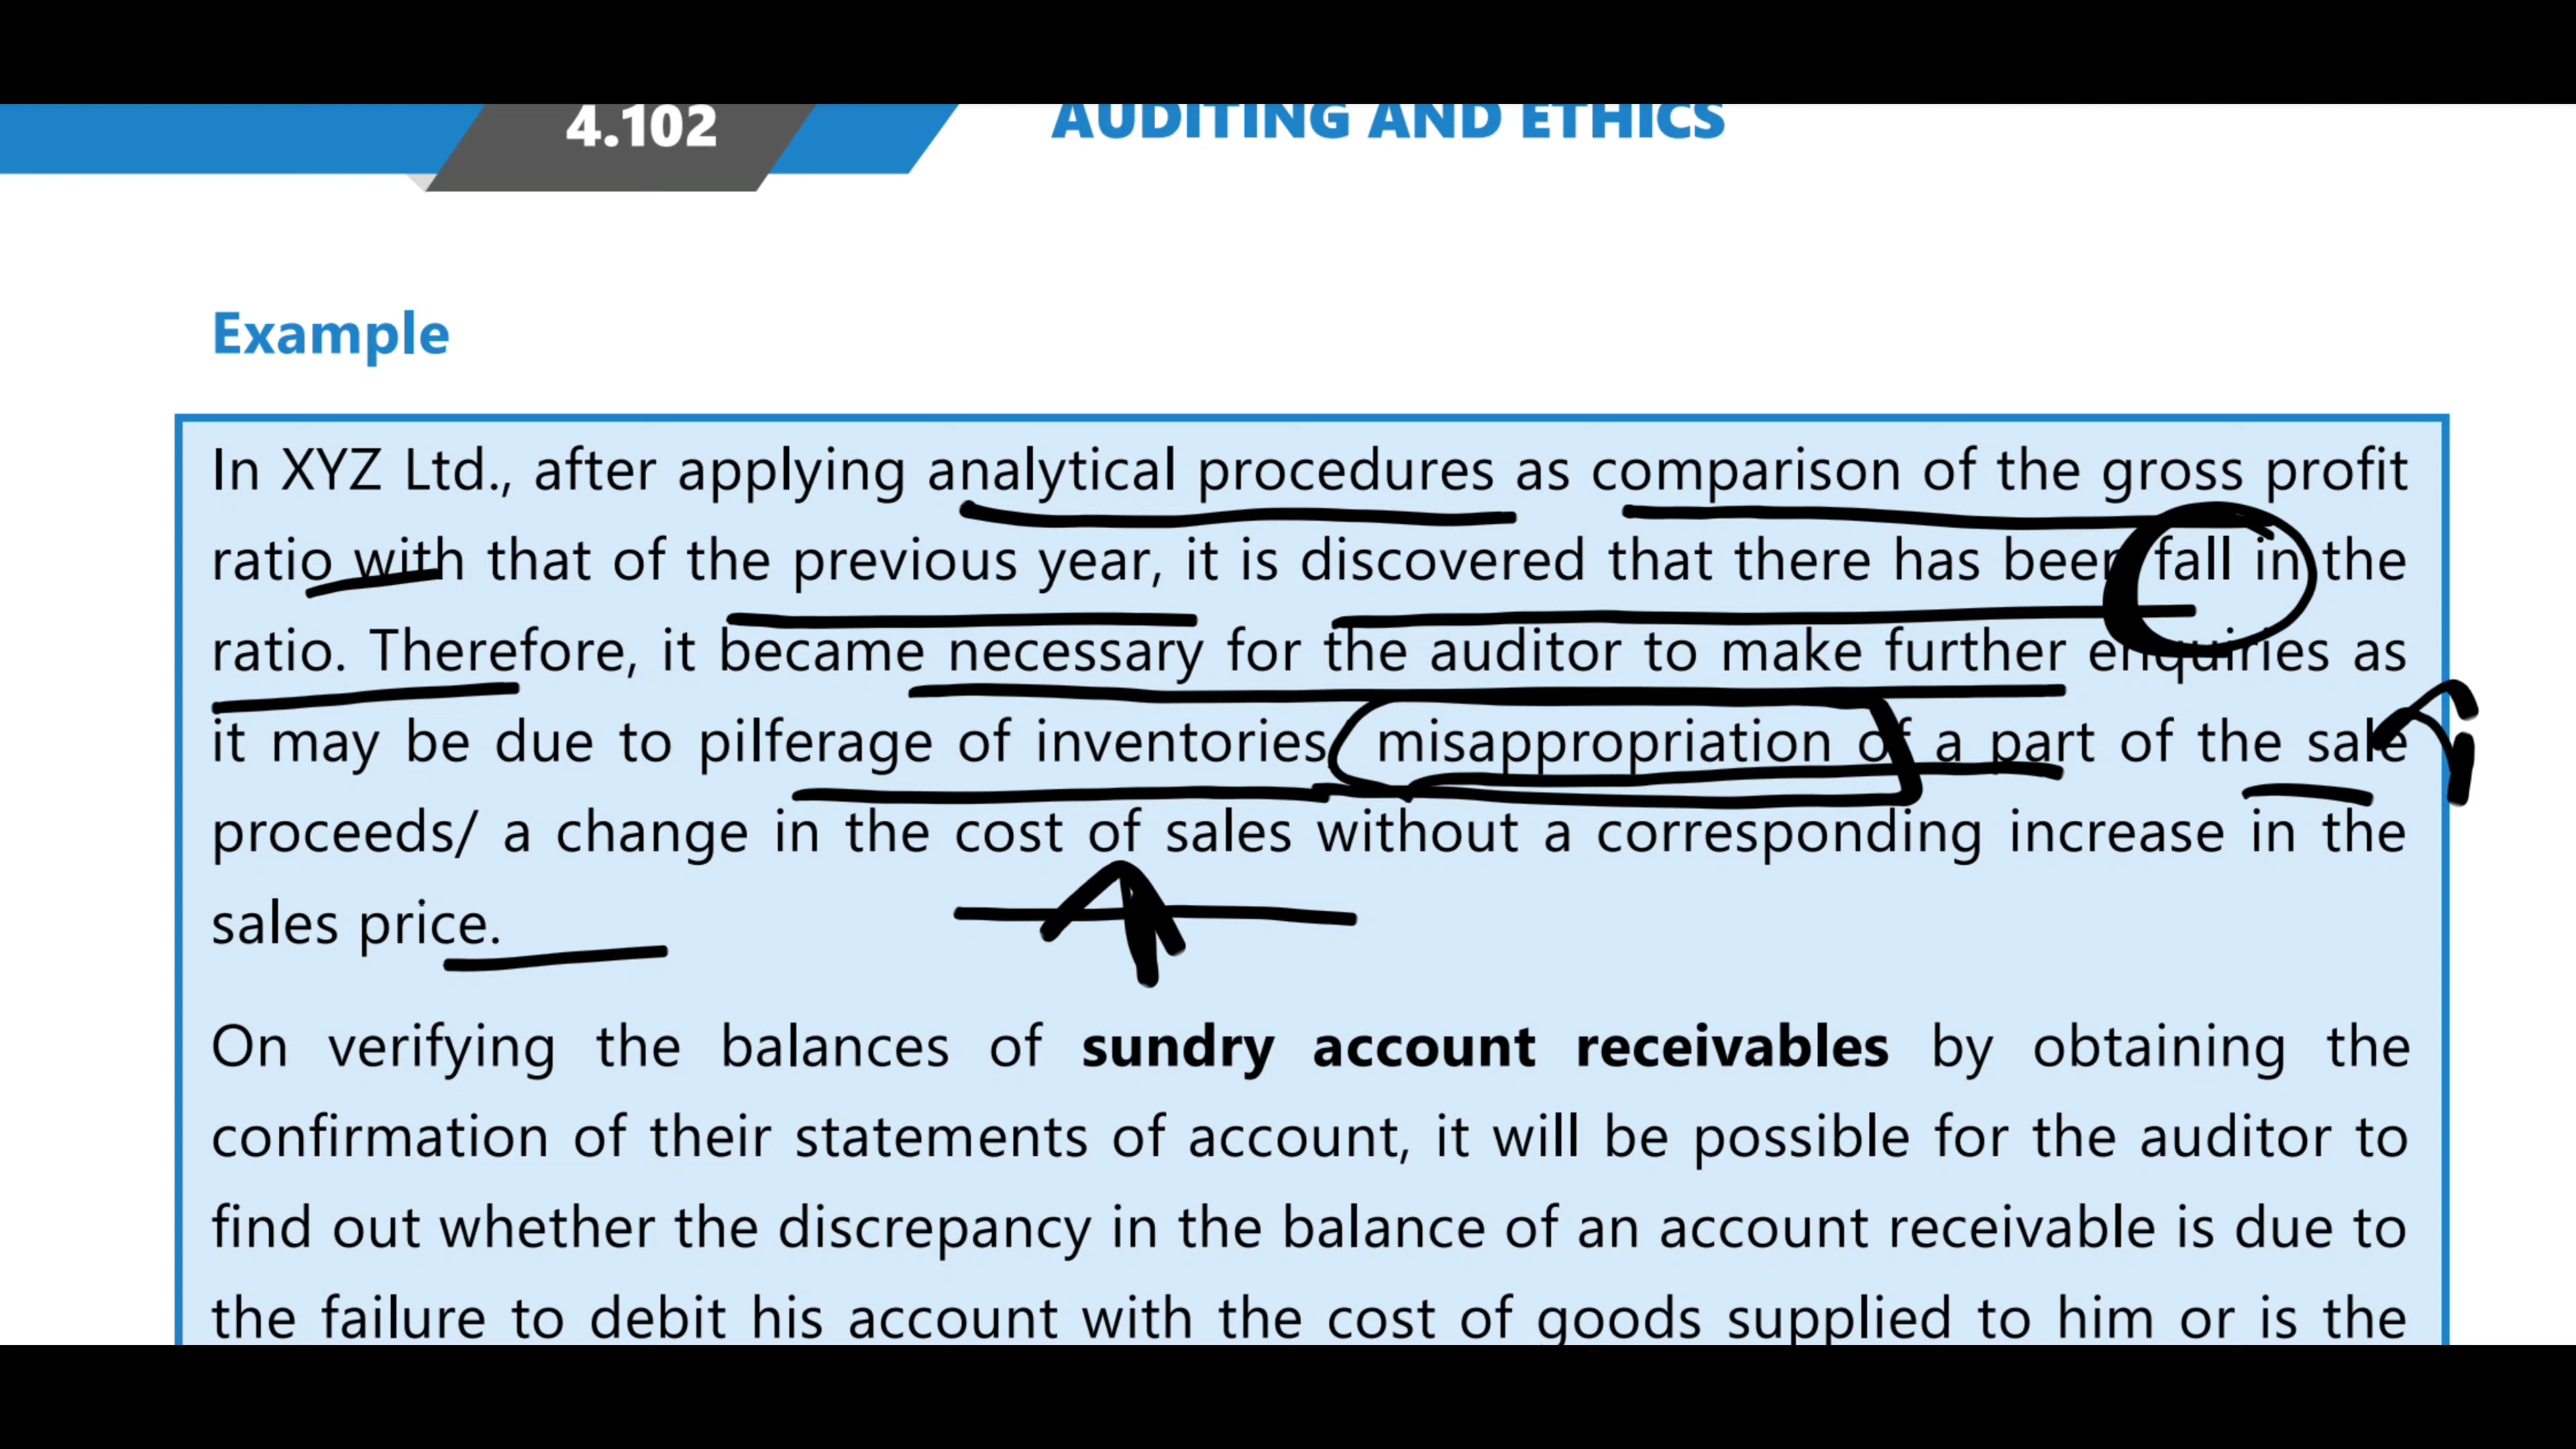 4.102
AUDITING AND ETHICS
Example
In XYZ Ltd., after applying analytical procedures as comparison of the gross profit
ratio with that of the previous year, it is discovered that there has been fall in the
ratio. Therefore, it became necessary for the auditor to make further enquiries as
it may be due to pilferage of inventories/ misappropriation of a part of the sale
proceeds/ a change in the cost of sales without a corresponding increase in the
sales price.
On verifying the balances of sundry account receivables by obtaining the
confirmation of their statements of account, it will be possible for the auditor to
find out whether the discrepancy in the balance of an account receivable is due to
the failure to debit his account with the cost of goods supplied to him or is the